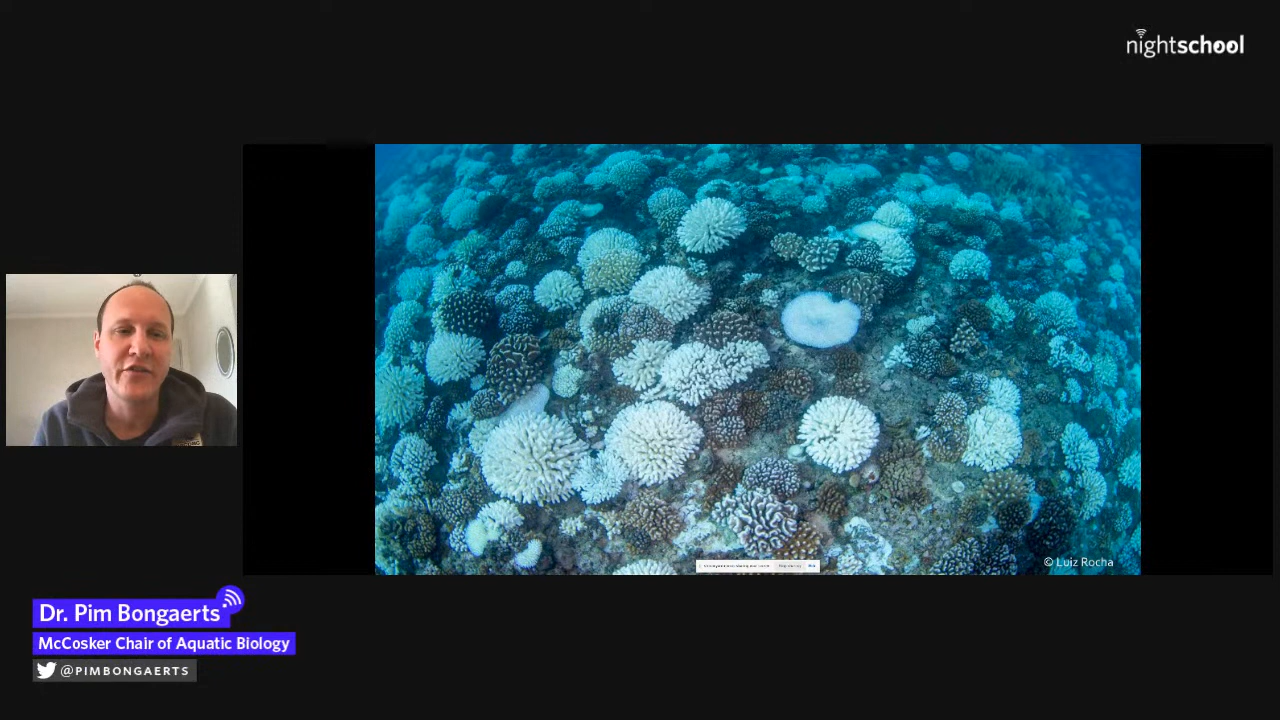 nightschool
© Luiz Rocha
Dr. Pim Bongaerts
McCosker Chair of Aquatic Biology
@PIMBONGAERTS